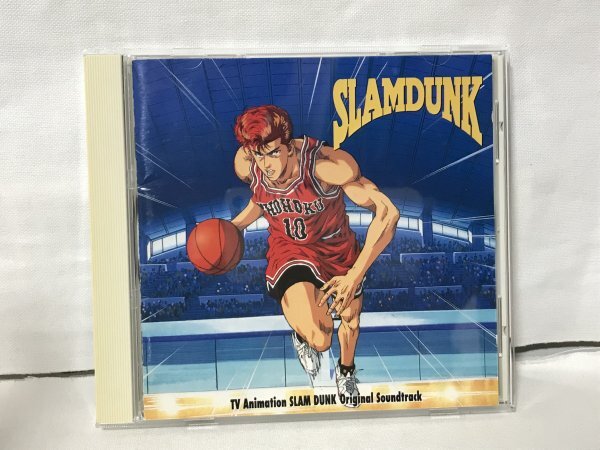 SLAMDUNK
SHOHOKU
10
TV Animation SLAM DUNK Original Soundtrack